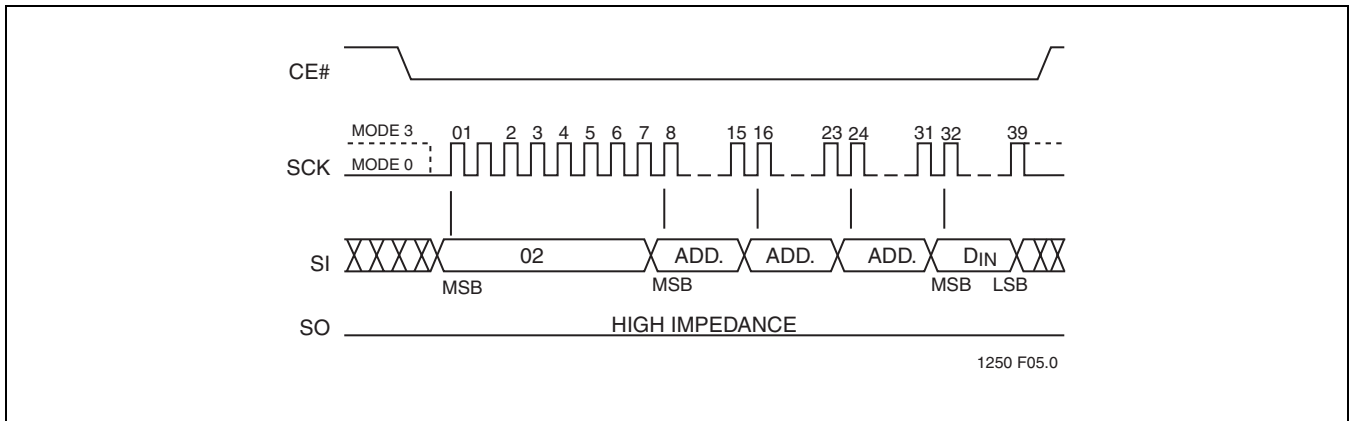 CE#
MODE 3 01 2 3 4 5 6 7 8 15 16 23 24 31 32 39
SCK MODE 0
SI 02 ADD. ADD. ADD. DIN
MSB MSB MSB LSB
SO HIGH IMPEDANCE
1250 F05.0